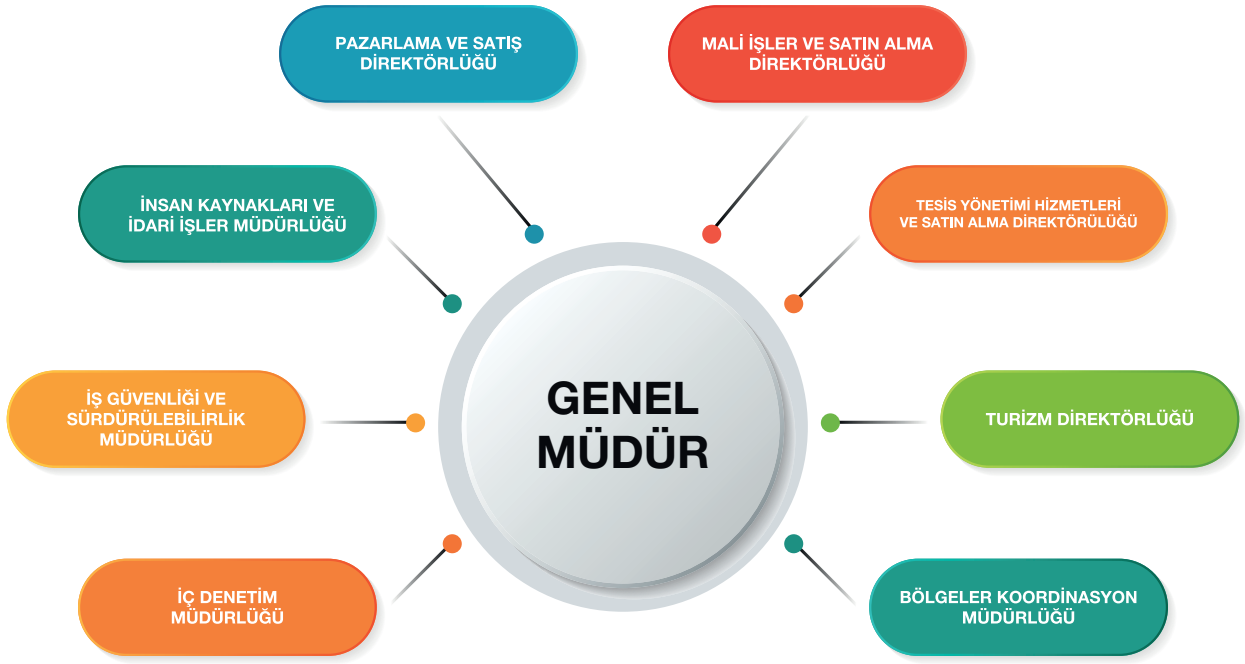 PAZARLAMA VE SATIŞ
DİREKTÖRLÜĞÜ
MALİ İŞLER VE SATIN ALMA
DİREKTÖRLÜĞÜ
İNSAN KAYNAKLARI VE
İDARİ İŞLER MÜDÜRLÜĞÜ
TESİS YÖNETİMİ HİZMETLERİ
VE SATIN ALMA DİREKTÖRÜLÜĞÜ
İŞ GÜVENLİĞİ VE
SÜRDÜRÜLEBİLİRLİK
MÜDÜRLÜĞÜ
GENEL
MÜDÜR
TURİZM DİREKTÖRLÜĞÜ
İÇ DENETİM
MÜDÜRLÜĞÜ
BÖLGELER KOORDİNASYON
MÜDÜRLÜĞÜ